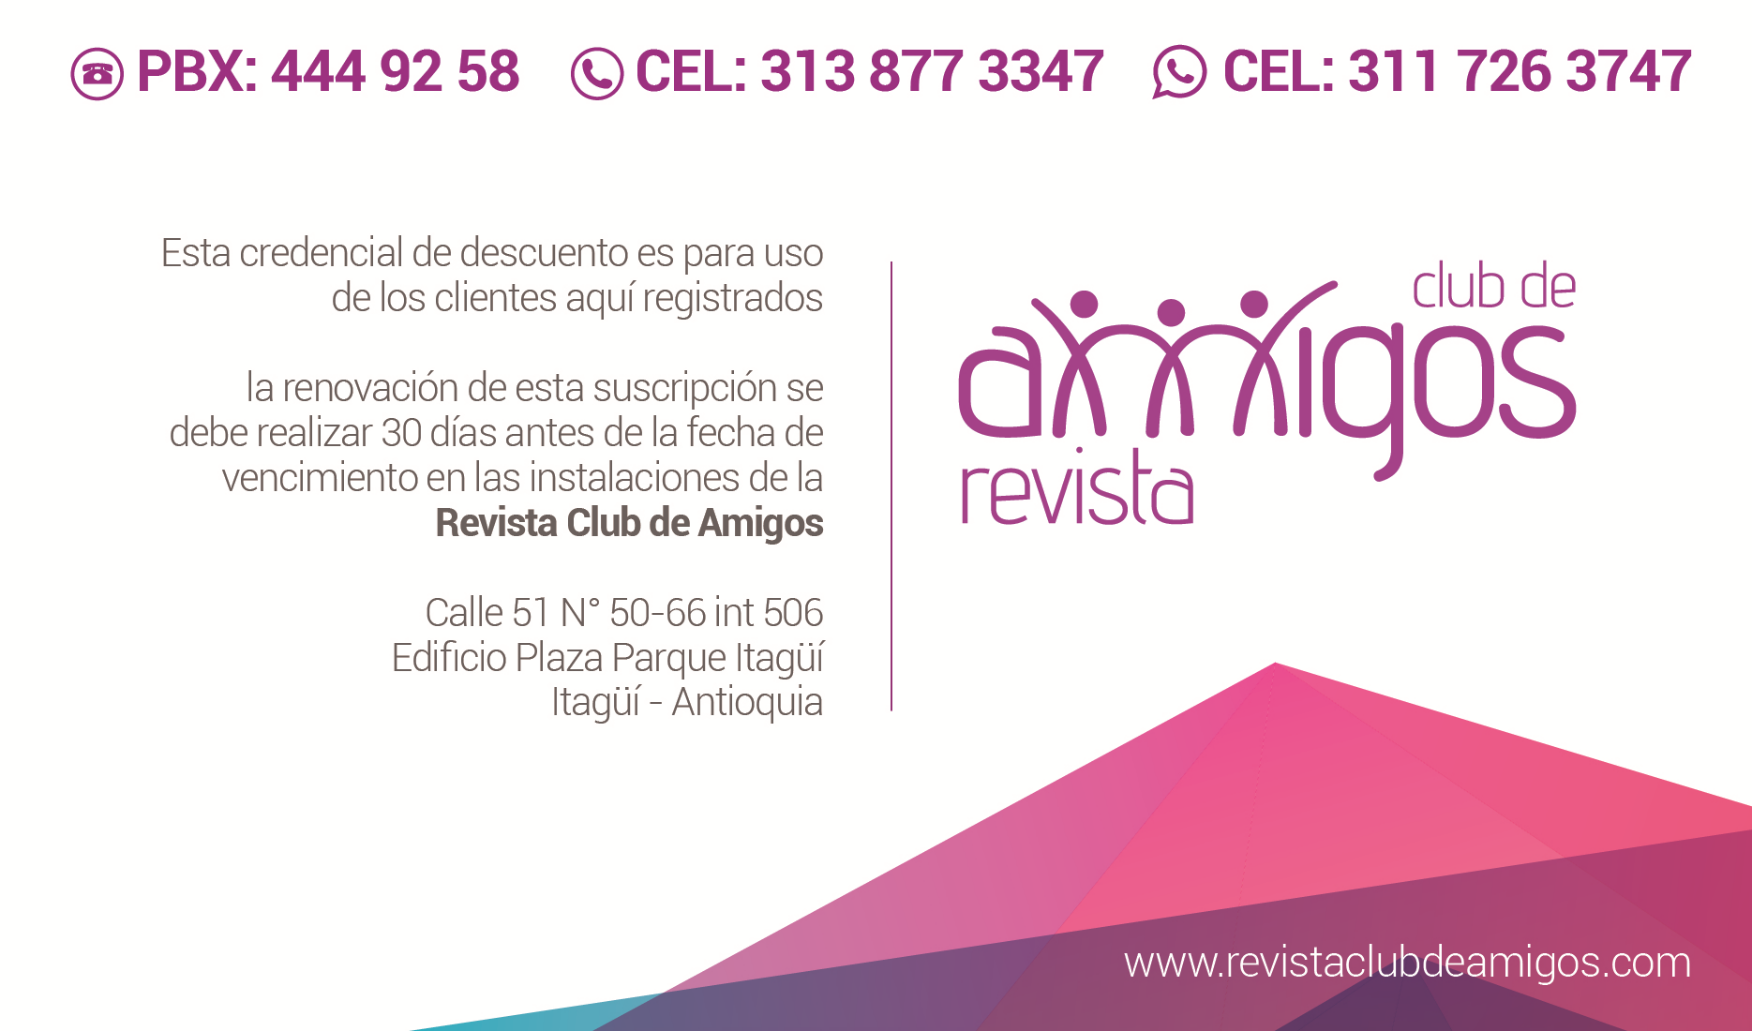 PBX: 444 92 58 CEL: 313 877 3347 CEL: 311 726 3747
Esta credencial de descuento es para uso
de los clientes aquí registrados
la renovación de esta suscripción se
debe realizar 30 días antes de la fecha de
vencimiento en las instalaciones de la
Revista Club de Amigos
Calle 51 N° 50-66 int 506
Edificio Plaza Parque Itagüí
Itagüí - Antioquia
club de
amigos
revista
www.revistaclubdeamigos.com